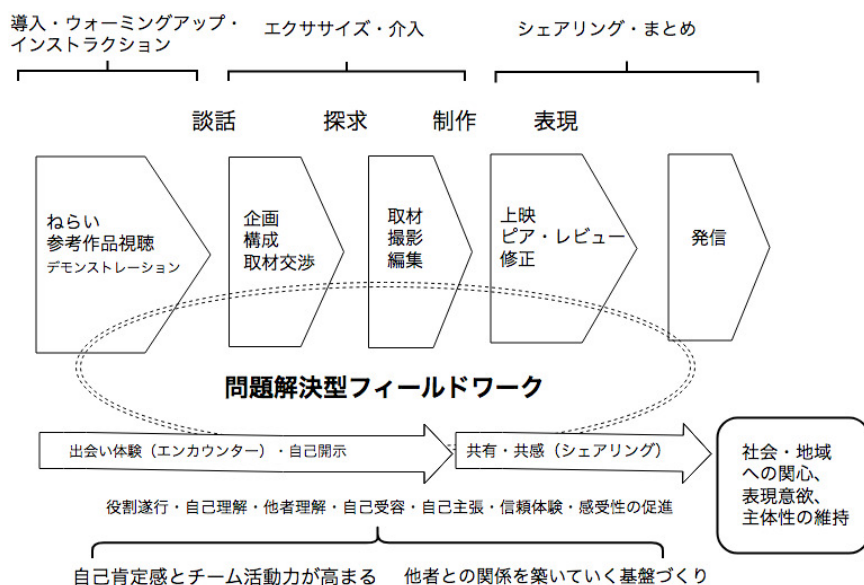 導入・ウォーミングアップ・
インストラクション
エクササイズ・介入
シェアリング・まとめ
談話
探求
制作
表現
ねらい
参考作品視聴
デモンストレーション
企画
構成
取材交渉
取材
撮影
編集
上映
ピア・レビュー
修正
発信
問題解決型フィールドワーク
出会い体験（エンカウンター）・自己開示
共有・共感（シェアリング）
社会・地域
への関心、
表現意欲、
主体性の維持
役割遂行・自己理解・他者理解・自己受容・自己主張・信頼体験・感受性の促進
自己肯定感とチーム活動力が高まる
他者との関係を築いていく基盤づくり